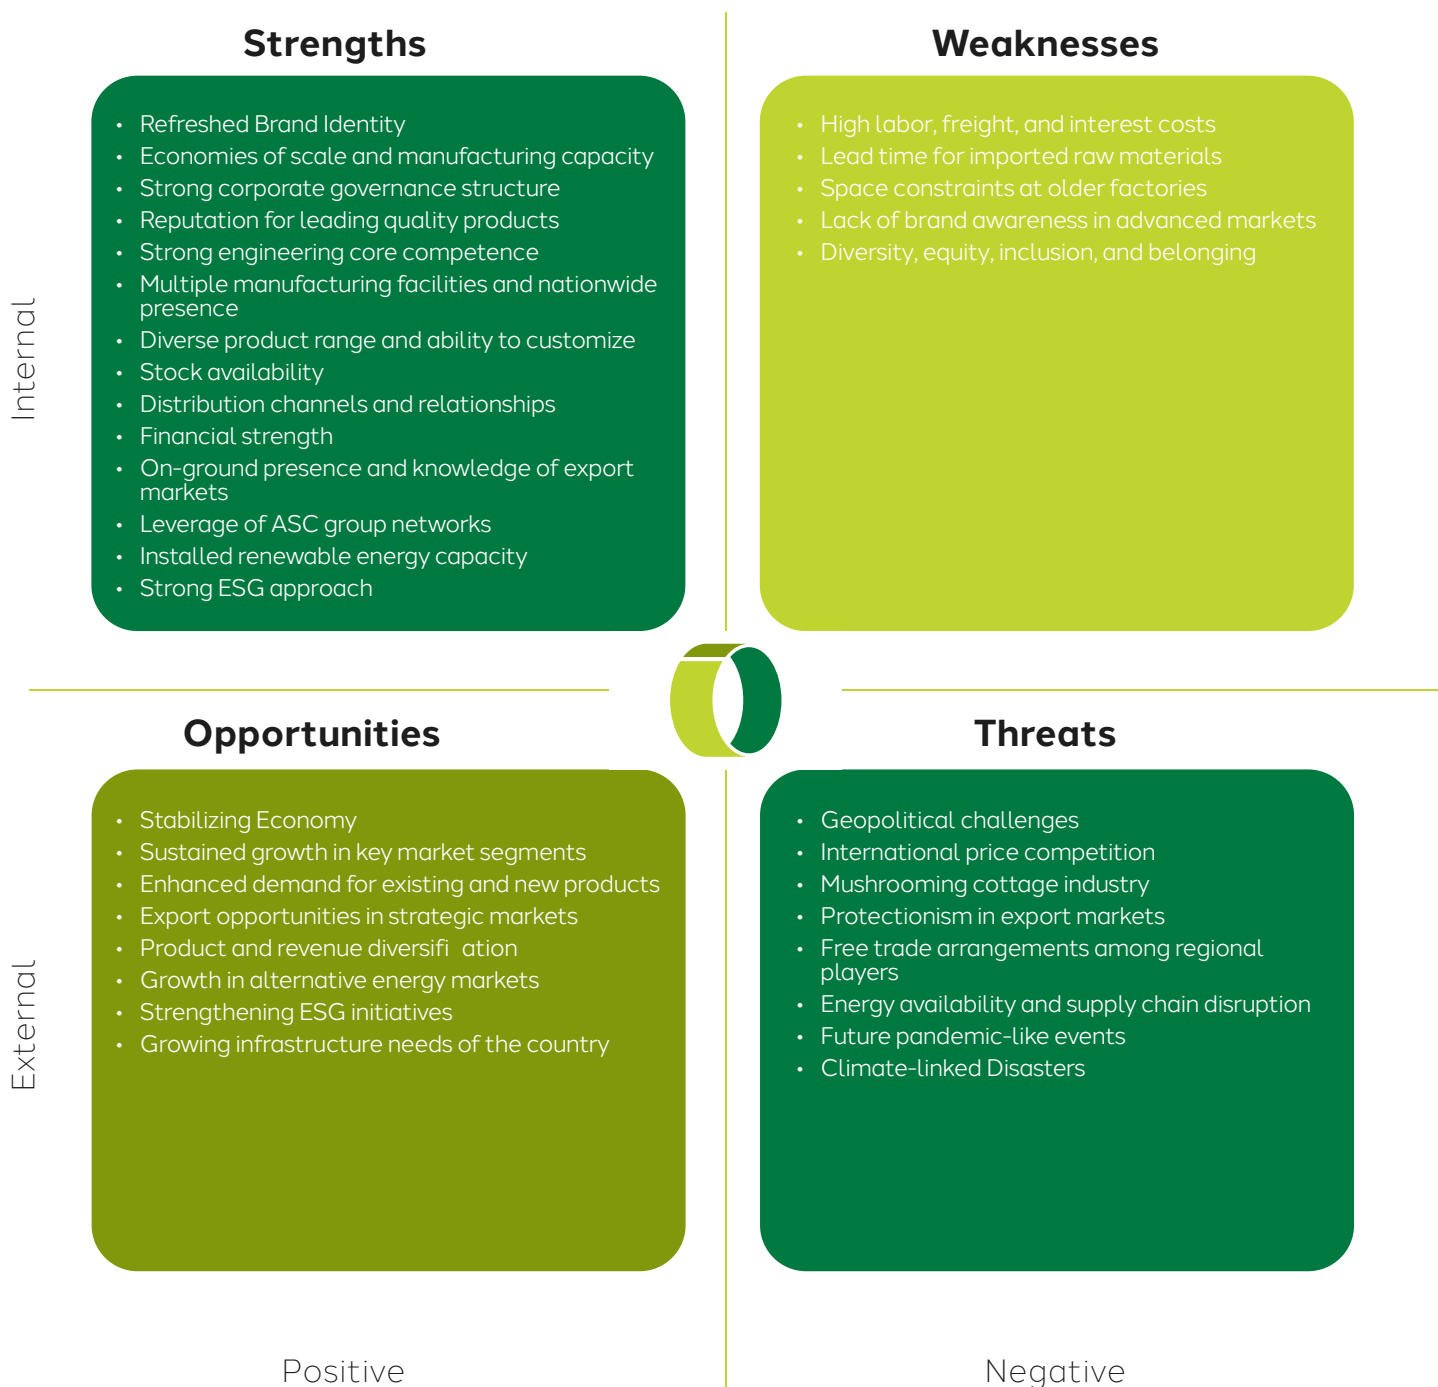 Strengths
Weaknesses
Internal
• Refreshed Brand Identity
• Economies of scale and manufacturing capacity
• Strong corporate governance structure
• Reputation for leading quality products
• Strong engineering core competence
• Multiple manufacturing facilities and nationwide
presence
• Diverse product range and ability to customize
• Stock availability
• Distribution channels and relationships
• Financial strength
• On-ground presence and knowledge of export
markets
• Leverage of ASC group networks
• Installed renewable energy capacity
• Strong ESG approach
• High labor, freight, and interest costs
• Lead time for imported raw materials
• Space constraints at older factories
• Lack of brand awareness in advanced markets
• Diversity, equity, inclusion, and belonging
Opportunities
Threats
External
• Stabilizing Economy
• Sustained growth in key market segments
• Enhanced demand for existing and new products
• Export opportunities in strategic markets
• Product and revenue diversifi ation
• Growth in alternative energy markets
• Strengthening ESG initiatives
• Growing infrastructure needs of the country
• Geopolitical challenges
• International price competition
• Mushrooming cottage industry
• Protectionism in export markets
• Free trade arrangements among regional
players
• Energy availability and supply chain disruption
• Future pandemic-like events
• Climate-linked Disasters
Positive
Negative